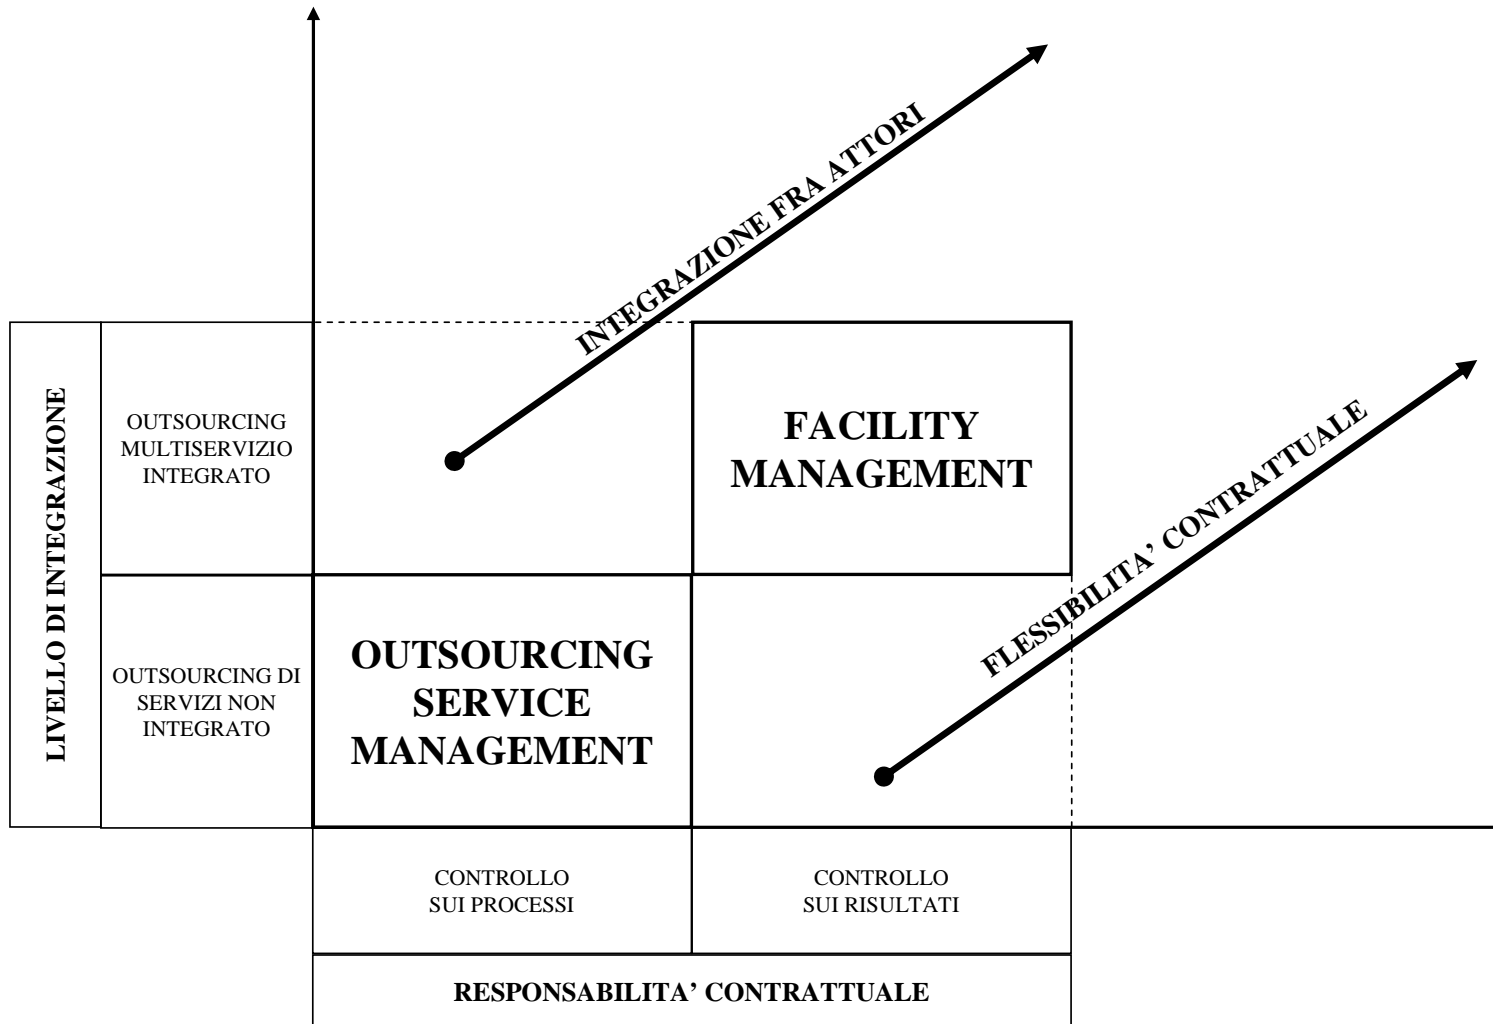 INTEGRAZIONE FRA ATTORI
LIVELLO DI INTEGRAZIONE
OUTSOURCING
MULTISERVIZIO
INTEGRATO
FACILITY
MANAGEMENT
FLESSIBILITA’ CONTRATTUALE
OUTSOURCING DI
SERVIZI NON
INTEGRATO
OUTSOURCING
SERVICE
MANAGEMENT
CONTROLLO
SUI PROCESSI
CONTROLLO
SUI RISULTATI
RESPONSABILITA’ CONTRATTUALE